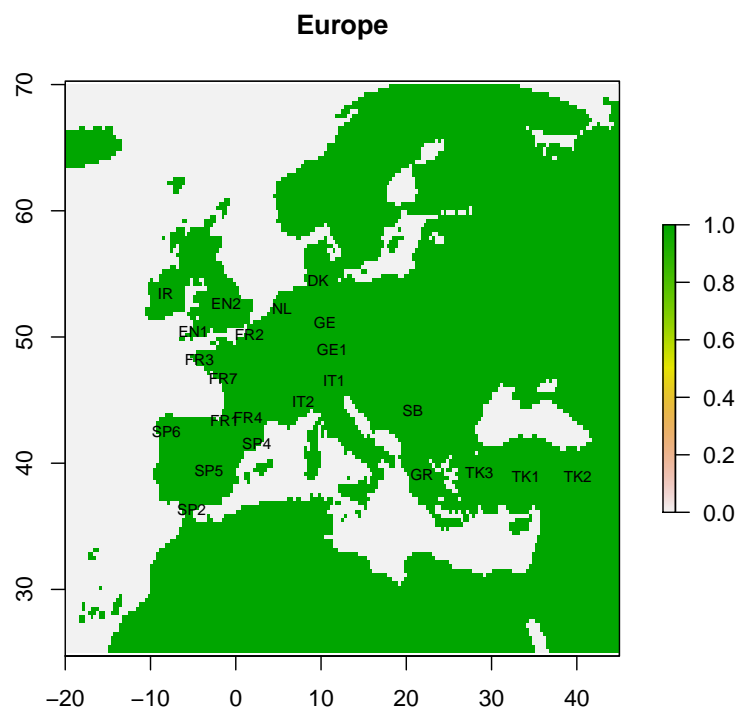 Europe
70
60
50
40
30
−20
−10
0
10
20
30
40
IR
EN2
EN1
NL
DK
FR2
GE
FR3
GE1
FR7
IT1
IT2
SB
FR1
FR4
SP6
SP4
SP5
SP2
GR
TK3
TK1
TK2
1.0
0.8
0.6
0.4
0.2
0.0